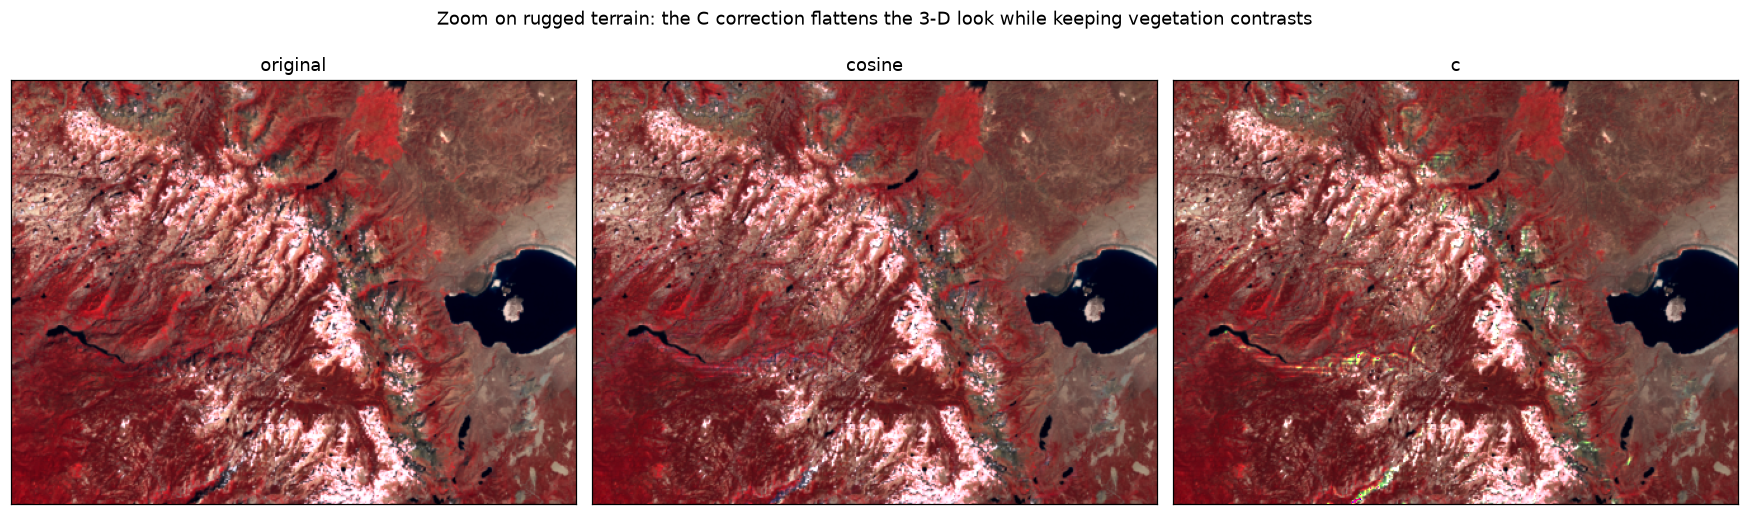 Zoom on rugged terrain: the C correction flattens the 3-D look while keeping vegetation contrasts
original
cosine
c